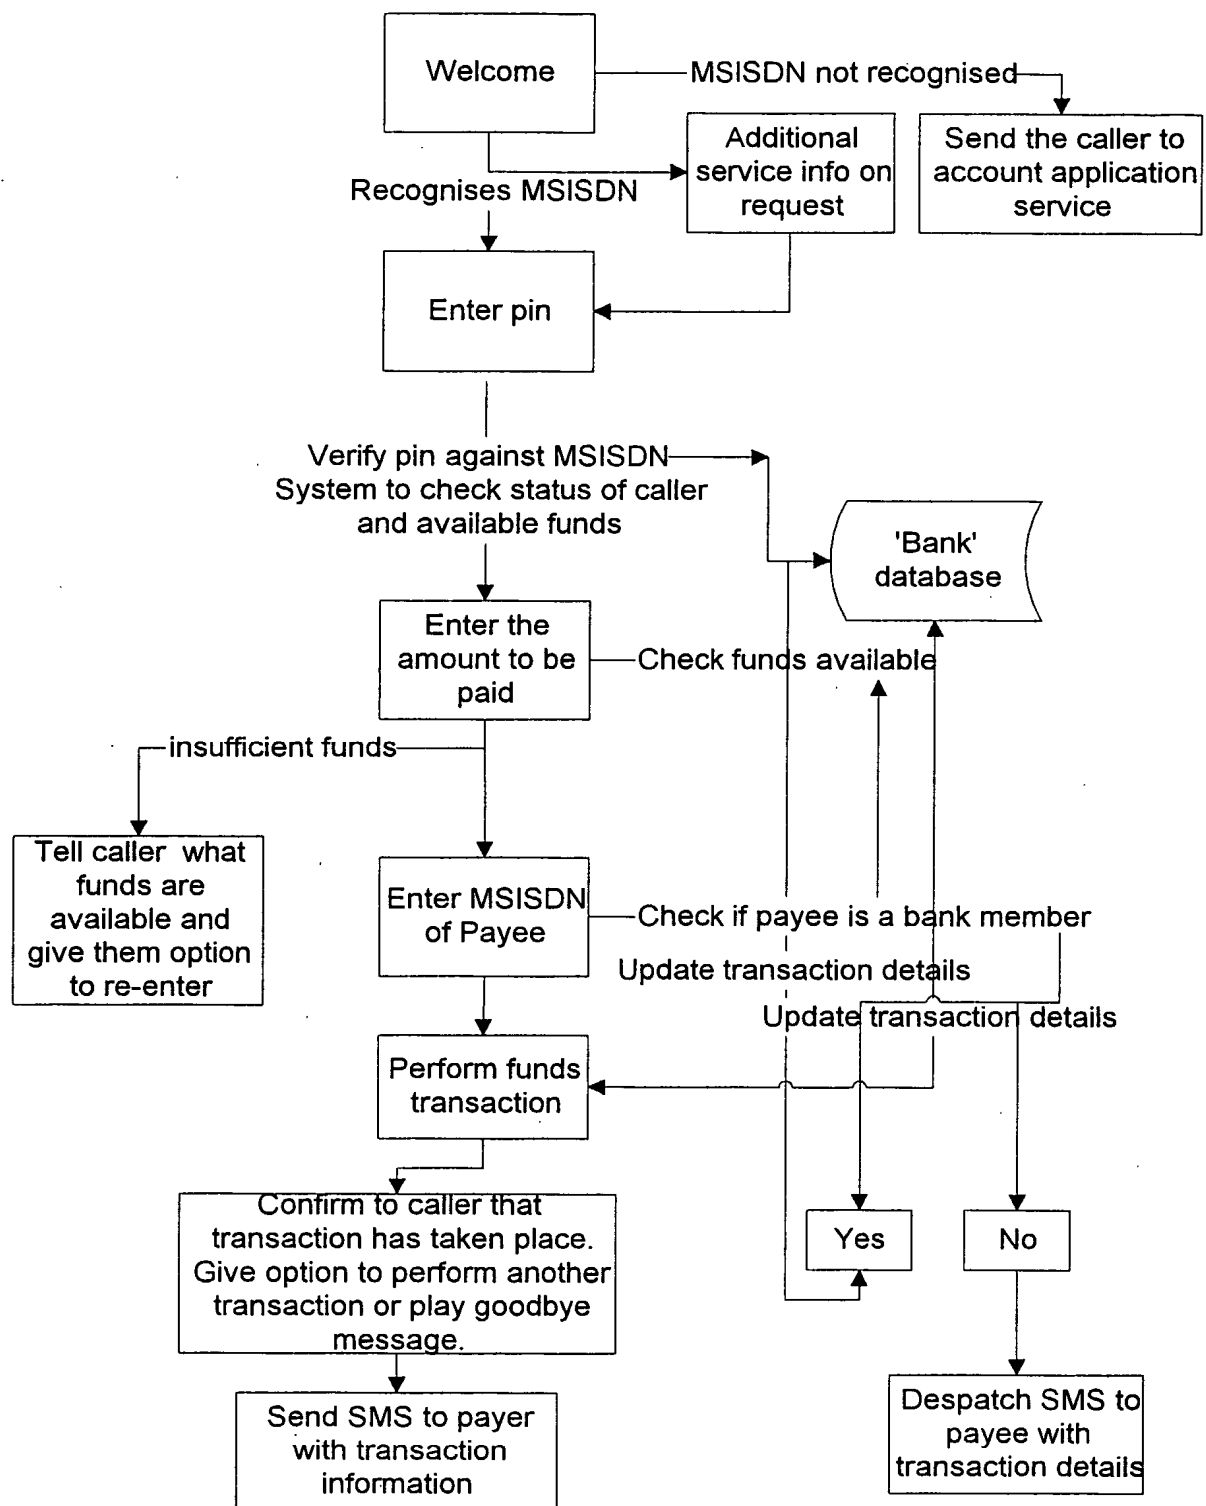 Welcome
MSISDN not recognised
Additional
service info on
request
Send the caller to
account application
service
Recognises MSISDN
Enter pin
Verify pin against MSISDN
System to check status of caller
and available funds
'Bank'
database
Enter the
amount to be
paid
Check funds available
insufficient funds
Tell caller what
funds are
available and
give them option
to re-enter
Enter MSISDN
of Payee
Check if payee is a bank member
Update transaction details
Update transaction details
Perform funds
transaction
Confirm to caller that
transaction has taken place.
Give option to perform another
transaction or play goodbye
message.
Yes
No
Send SMS to payer
with transaction
information
Despatch SMS to
payee with
transaction details